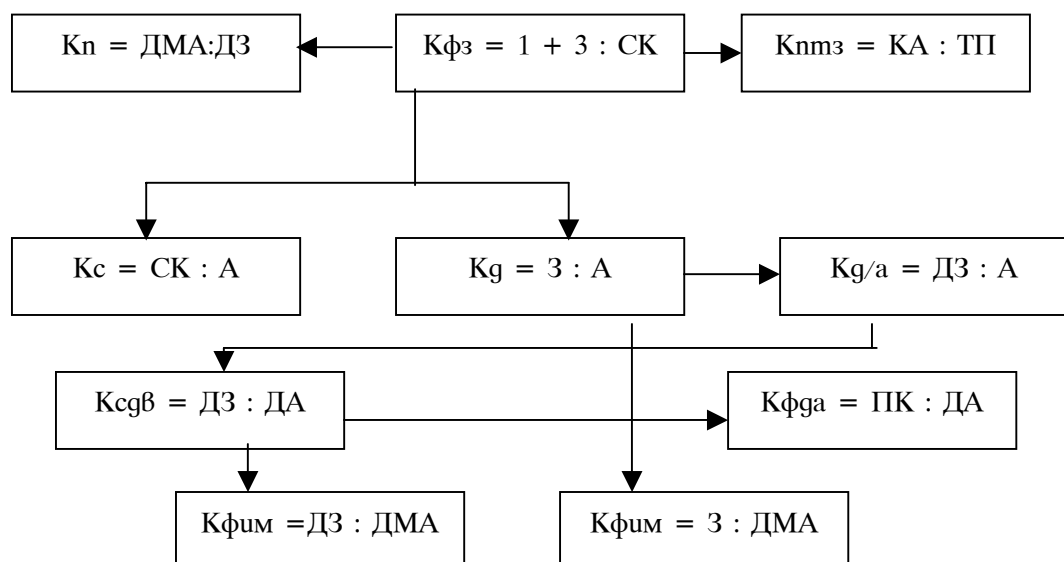 Кп = ДМА:ДЗ
Кфз = 1 + З : СК
Кптз = КА : ТП
Кс = СК : А
Кд = З : А
Кд/а = ДЗ : А
Ксдв = ДЗ : ДА
Кфда = ПК : ДА
Кфим =ДЗ : ДМА
Кфим = З : ДМА